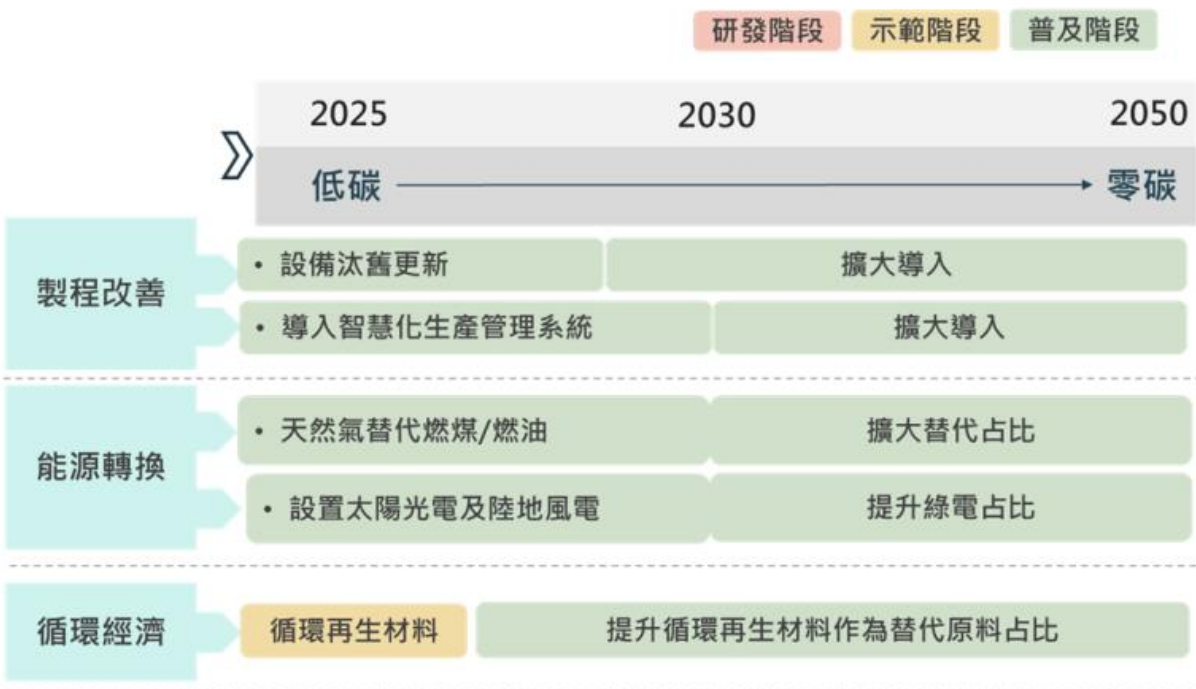 研發階段 示範階段 普及階段
2025 2030 2050
低碳 零碳
製程改善
• 設備汰舊更新 擴大導入
• 導入智慧化生產管理系統 擴大導入
能源轉換
• 天然氣替代燃煤/燃油 擴大替代占比
• 設置太陽光電及陸地風電 提升綠電占比
循環經濟 循環再生材料 提升循環再生材料作為替代原料占比